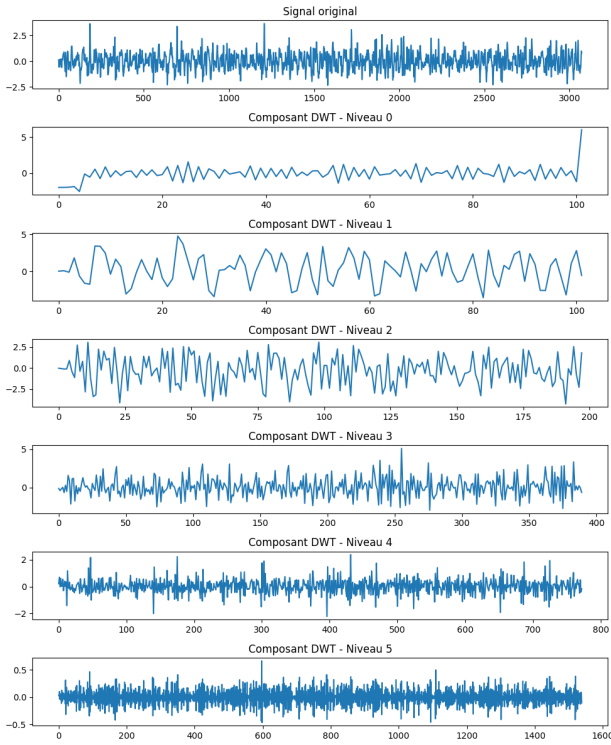 Signal original
2.5
0.0
−2.5
0 500 1000 1500 2000 2500 3000
Composant DWT - Niveau 0
5
0
0 20 40 60 80 100
Composant DWT - Niveau 1
5
0
0 20 40 60 80 100
Composant DWT - Niveau 2
2.5
0.0
−2.5
0 25 50 75 100 125 150 175 200
Composant DWT - Niveau 3
5
0
0 50 100 150 200 250 300 350 400
Composant DWT - Niveau 4
2
0
−2
0 100 200 300 400 500 600 700 800
Composant DWT - Niveau 5
0.5
0.0
−0.5
0 200 400 600 800 1000 1200 1400 1600